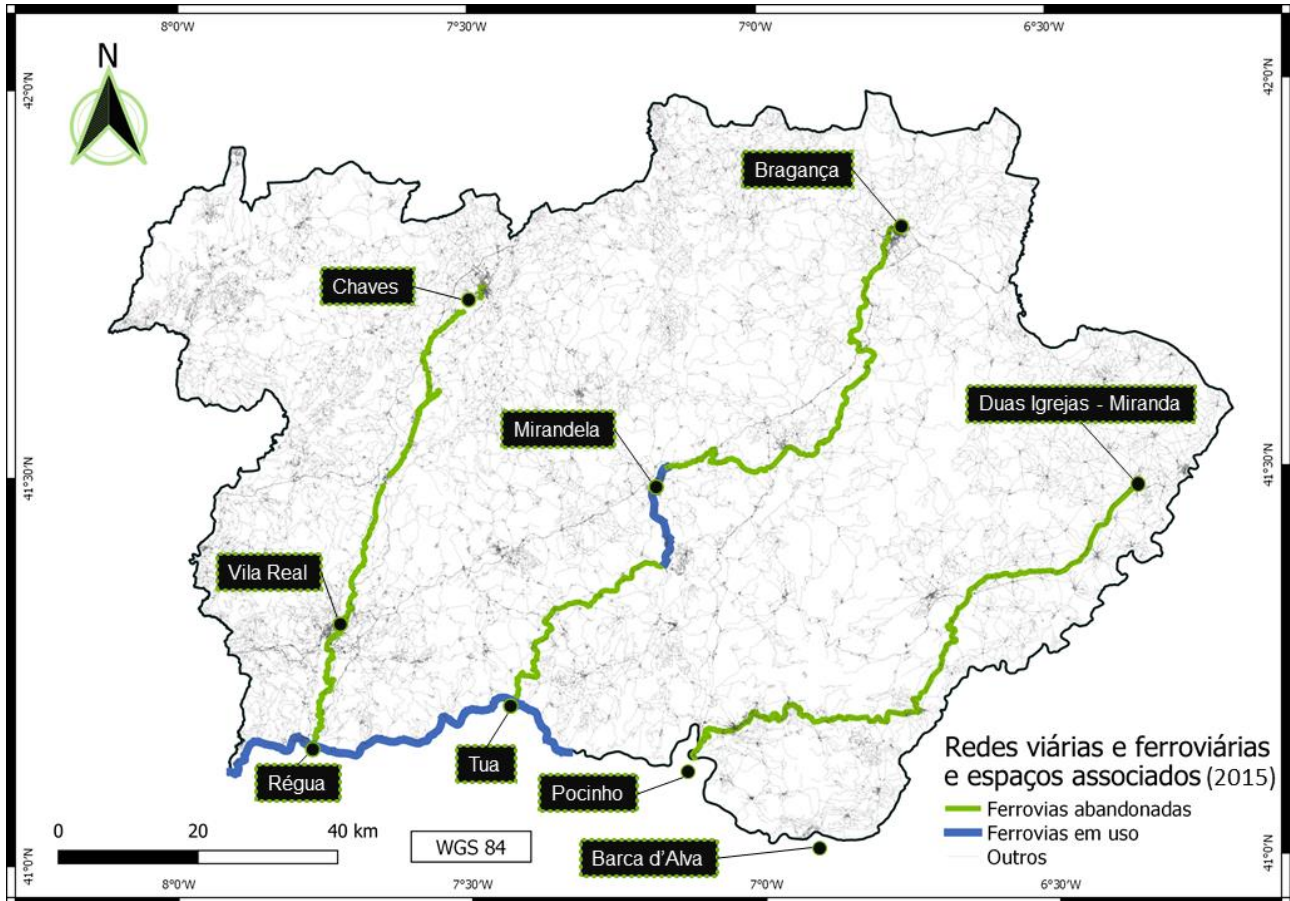 8°0'W
7°30'W
7°0'W
6°30'W
N
42°0'N
42°0'N
Bragança
Chaves
Duas Igrejas - Miranda
Mirandela
41°30'N
41°30'N
Vila Real
Régua
Tua
Pocinho
Barca d'Alva
Redes viárias e ferroviárias
e espaços associados (2015)
Ferrovias abandonadas
Ferrovias em uso
Outros
0 20 40 km
WGS 84
41°0'N
41°0'N
8°0'W
7°30'W
7°0'W
6°30'W